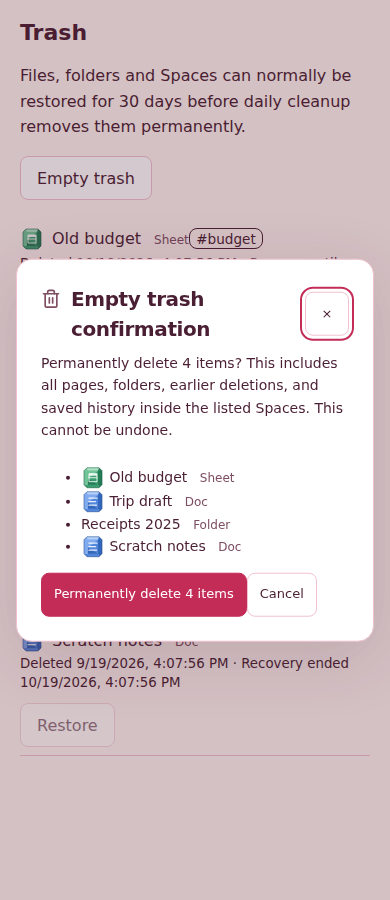 Trash
Files, folders and Spaces can normally be
restored for 30 days before daily cleanup
removes them permanently.
Empty trash
Old budget Sheet #budget
Empty trash
confirmation
×
Permanently delete 4 items? This includes
all pages, folders, earlier deletions, and
saved history inside the listed Spaces. This
cannot be undone.
• Old budget Sheet
• Trip draft Doc
• Receipts 2025 Folder
• Scratch notes Doc
Permanently delete 4 items Cancel
Scratch notes Doc
Deleted 9/19/2026, 4:07:56 PM · Recovery ended
10/19/2026, 4:07:56 PM
Restore